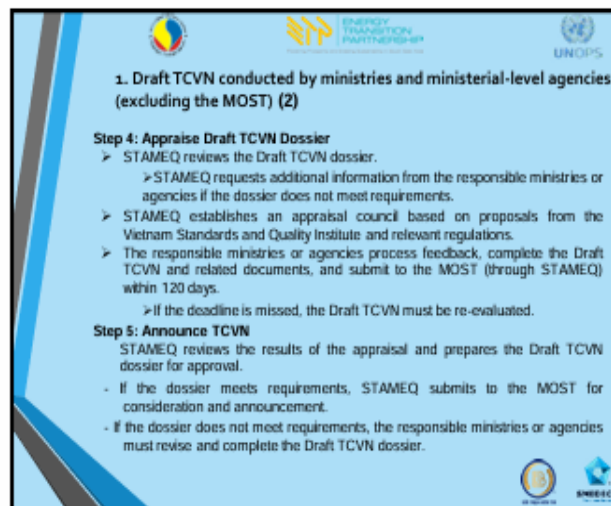 ENERGY
TRANSITION
PARTNERSHIP
UNOPS
1. Draft TCVN conducted by ministries and ministerial-level agencies
(excluding the MOST) (2)
Step 4: Appraise Draft TCVN Dossier
➢ STAMEQ reviews the Draft TCVN dossier.
➢STAMEQ requests additional information from the responsible ministries or
agencies if the dossier does not meet requirements.
➢ STAMEQ establishes an appraisal council based on proposals from the
Vietnam Standards and Quality Institute and relevant regulations.
➢ The responsible ministries or agencies process feedback, complete the Draft
TCVN and related documents, and submit to the MOST (through STAMEQ)
within 120 days.
➢If the deadline is missed, the Draft TCVN must be re-evaluated.
Step 5: Announce TCVN
STAMEQ reviews the results of the appraisal and prepares the Draft TCVN
dossier for approval.
- If the dossier meets requirements, STAMEQ submits to the MOST for
consideration and announcement.
- If the dossier does not meet requirements, the responsible ministries or agencies
must revise and complete the Draft TCVN dossier.